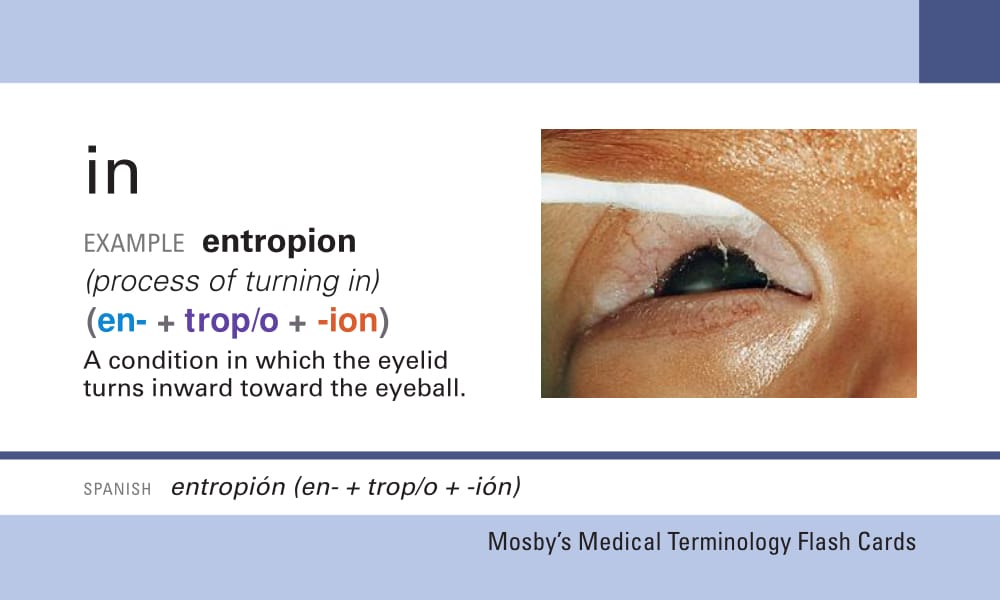 in
EXAMPLE entropion
(process of turning in)
(en- + trop/o + -ion)
A condition in which the eyelid
turns inward toward the eyeball.
SPANISH entropión (en- + trop/o + -ión)
Mosby's Medical Terminology Flash Cards